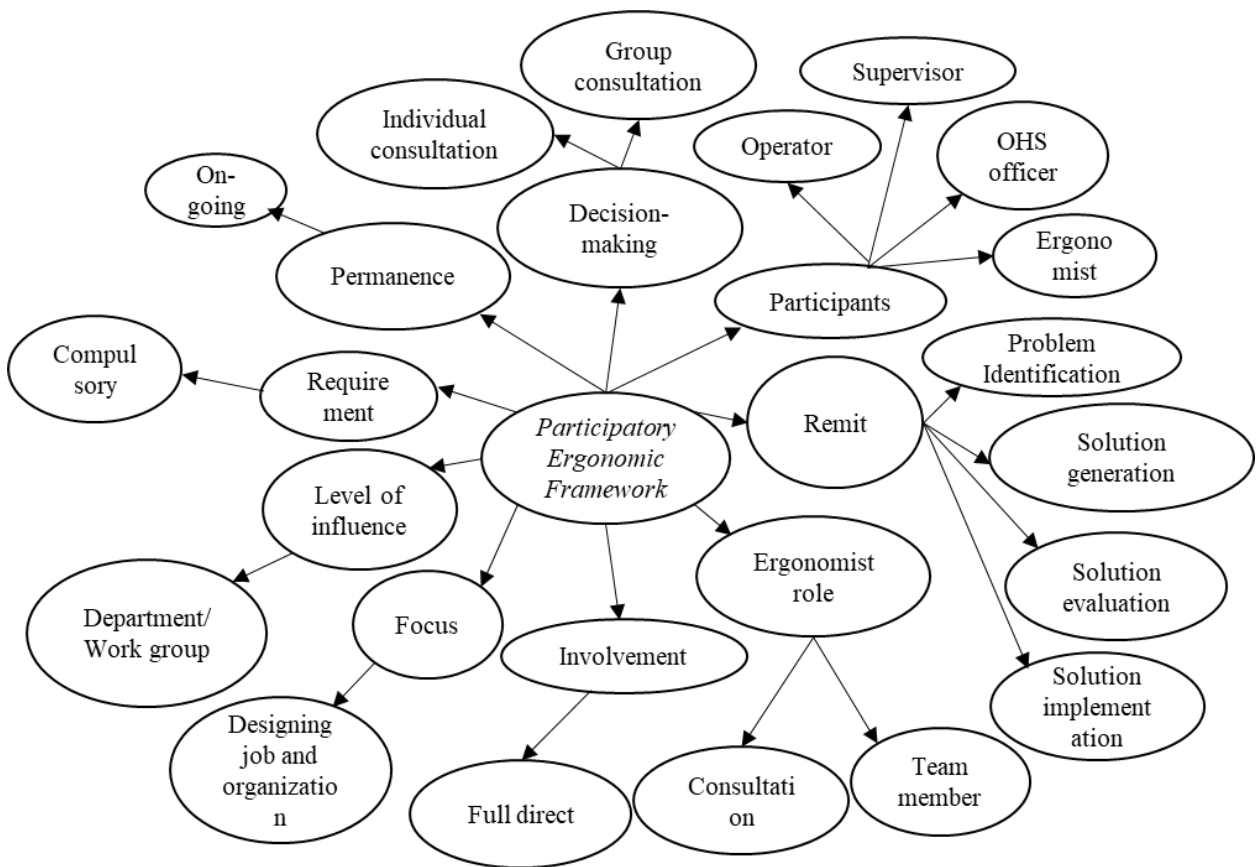 Group
consultation
Supervisor
Individual
consultation
Operator
OHS
officer
On-
going
Decision-
making
Ergono
mist
Permanence
Participants
Problem
Identification
Compul
sory
Require
ment
Remit
Participatory
Ergonomic
Framework
Solution
generation
Level of
influence
Ergonomist
role
Solution
evaluation
Department/
Work group
Focus
Involvement
Solution
implement
ation
Designing
job and
organizatio
n
Full direct
Consultati
on
Team
member